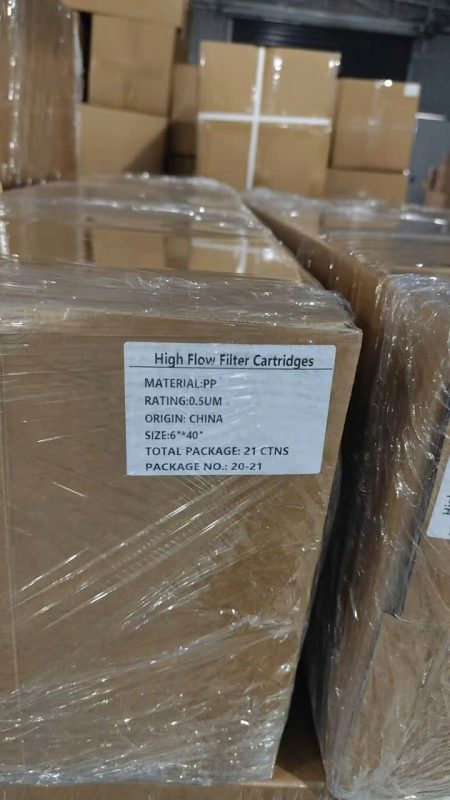 High Flow Filter Cartridges
MATERIAL:PP
RATING:0.5UM
ORIGIN: CHINA
SIZE:6"*40"
TOTAL PACKAGE: 21 CTNS
PACKAGE NO.: 20-21